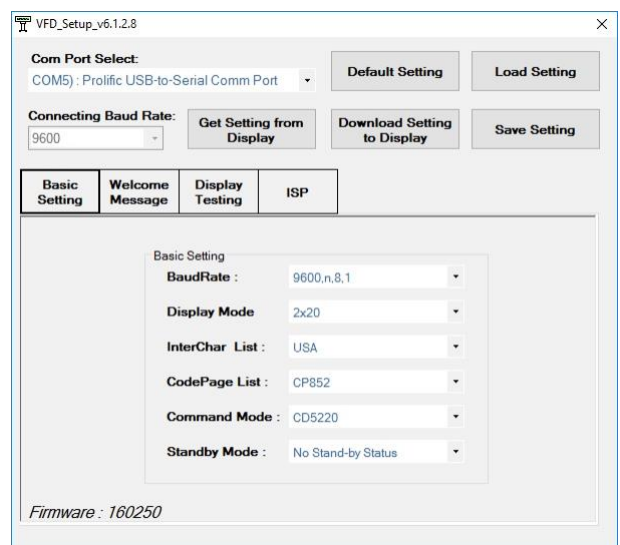 VFD_Setup_v6.1.2.8
Com Port Select:
COM5) : Prolific USB-to-Serial Comm Port
Default Setting
Load Setting
Connecting Baud Rate:
9600
Get Setting from
Display
Download Setting
to Display
Save Setting
Basic
Setting
Welcome
Message
Display
Testing
ISP
Basic Setting
BaudRate : 9600,n,8,1
Display Mode 2x20
InterChar List : USA
CodePage List : CP852
Command Mode : CD5220
Standby Mode : No Stand-by Status
Firmware : 160250